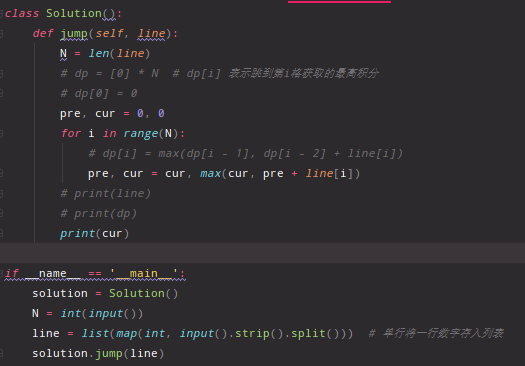 class Solution():
    def jump(self, line):
        N = len(line)
        # dp = [0] * N  # dp[i] 表示跳到第i格获取的最高积分
        # dp[0] = 0
        pre, cur = 0, 0
        for i in range(N):
            # dp[i] = max(dp[i - 1], dp[i - 2] + line[i])
            pre, cur = cur, max(cur, pre + line[i])
        # print(line)
        # print(dp)
        print(cur)
if __name__ == '__main__':
    solution = Solution()
    N = int(input())
    line = list(map(int, input().strip().split()))  # 单行将一行数字存入列表
    solution.jump(line)